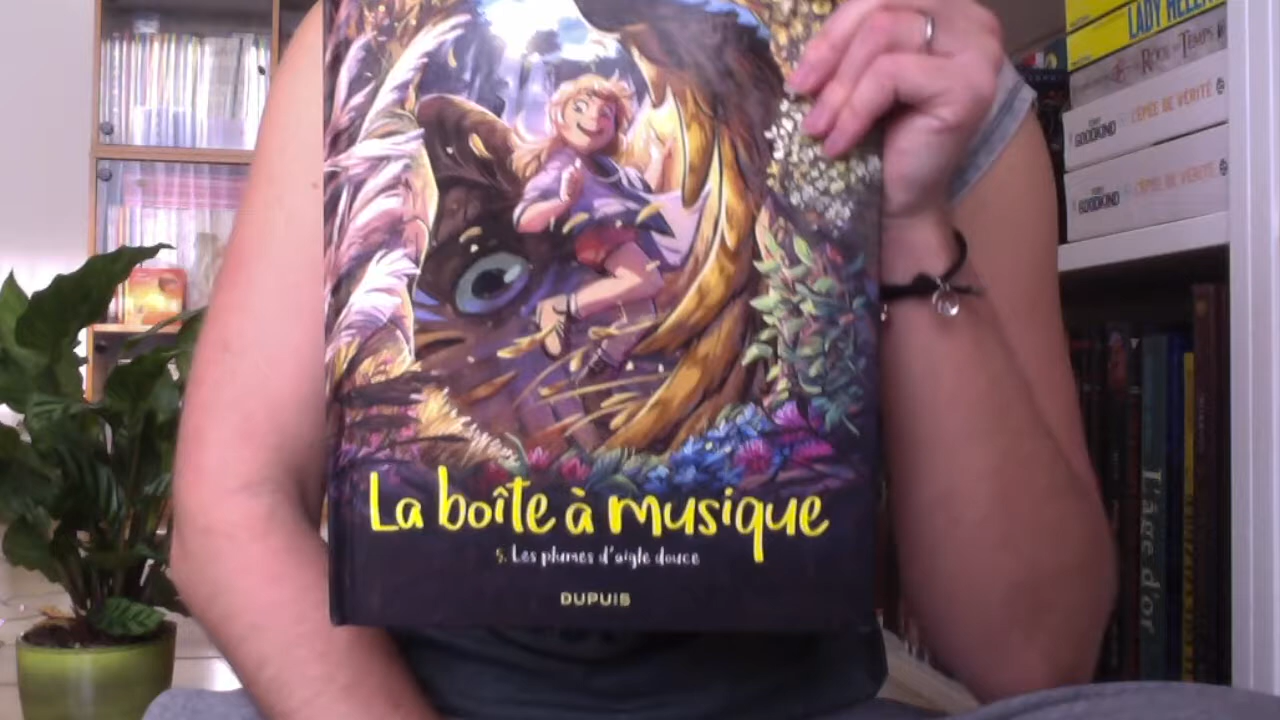 La boîte à musique
5. Les plumes d'aigle douce
DUPUIS
LADY HELEN
GOODKIND
L'ÉPÉE DE VÉRITÉ
GOODKIND
L'ÉPÉE DE VÉRITÉ
L'âge d'or